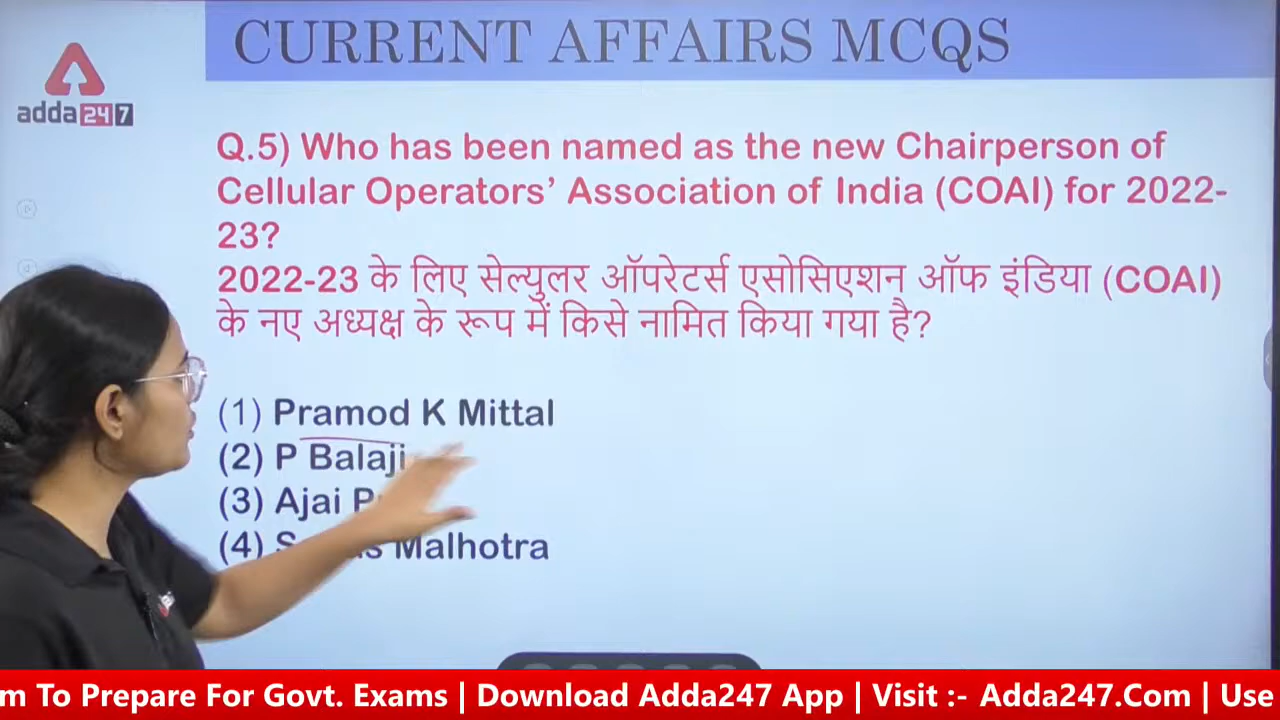 CURRENT AFFAIRS MCQS
adda247
Q.5) Who has been named as the new Chairperson of
Cellular Operators’ Association of India (COAI) for 2022-
23?
2022-23 के लिए सेल्युलर ऑपरेटर्स एसोसिएशन ऑफ इंडिया (COAI)
के नए अध्यक्ष के रूप में किसे नामित किया गया है?
(1) Pramod K Mittal
(2) P Balaji
(3) Ajai
(4) Malhotra
To Prepare For Govt. Exams | Download Adda247 App | Visit :- Adda247.Com | Use